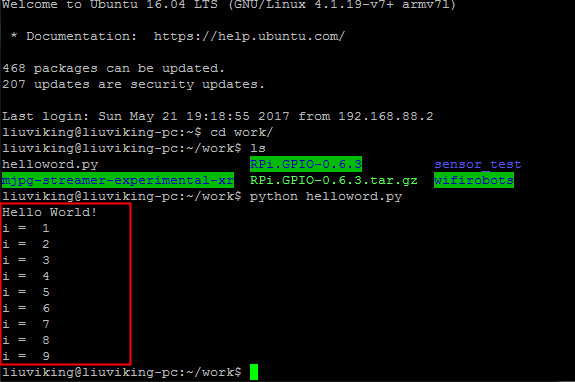 Welcome to Ubuntu 16.04 LTS (GNU/Linux 4.1.19-v7+ armv7l)
* Documentation:  https://help.ubuntu.com/
468 packages can be updated.
207 updates are security updates.
Last login: Sun May 21 19:18:55 2017 from 192.168.88.2
liuviking@liuviking-pc:~$ cd work/
liuviking@liuviking-pc:~/work$ ls
helloword.py                 RPi.GPIO-0.6.3         sensor_test
mjpg-streamer-experimental-xr  RPi.GPIO-0.6.3.tar.gz  wifirobots
liuviking@liuviking-pc:~/work$ python helloword.py
Hello World!
i =  1
i =  2
i =  3
i =  4
i =  5
i =  6
i =  7
i =  8
i =  9
liuviking@liuviking-pc:~/work$